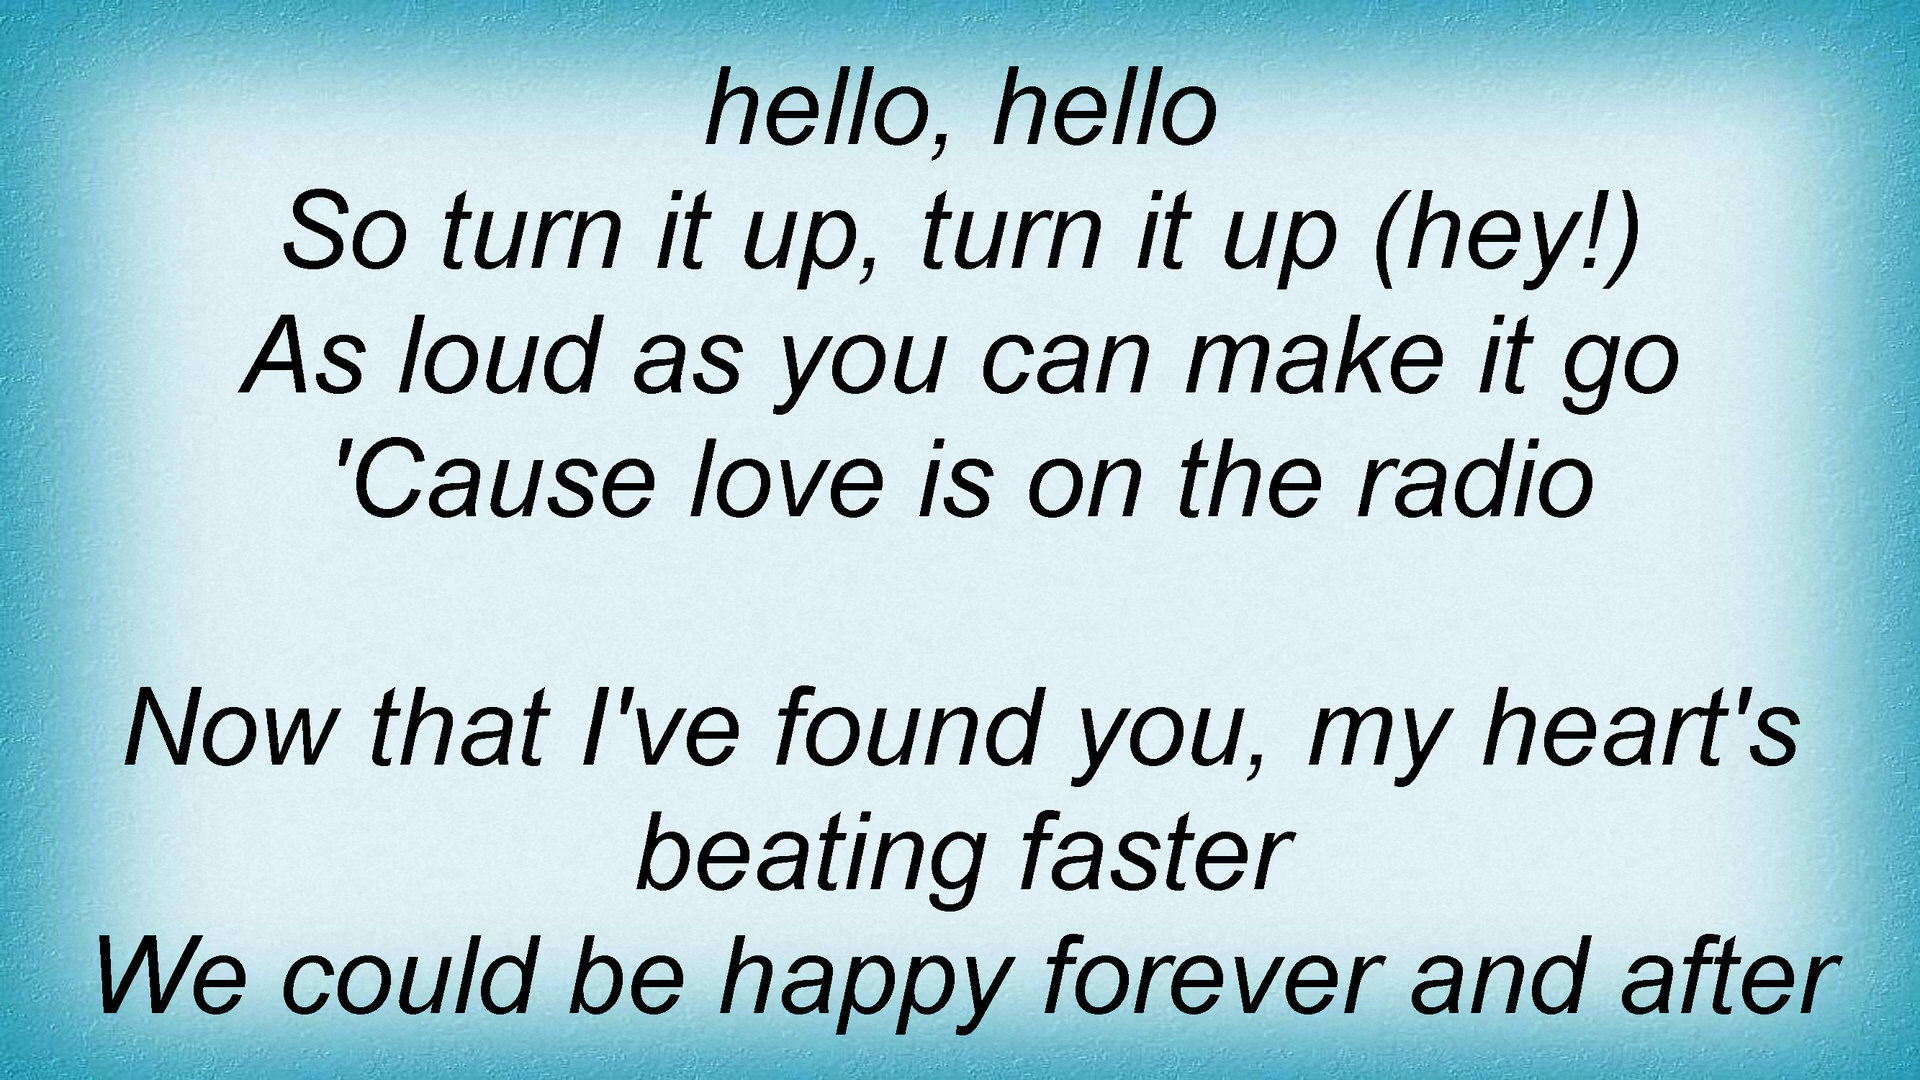 hello, hello
So turn it up, turn it up (hey!)
As loud as you can make it go
'Cause love is on the radio
Now that I've found you, my heart's
beating faster
We could be happy forever and after